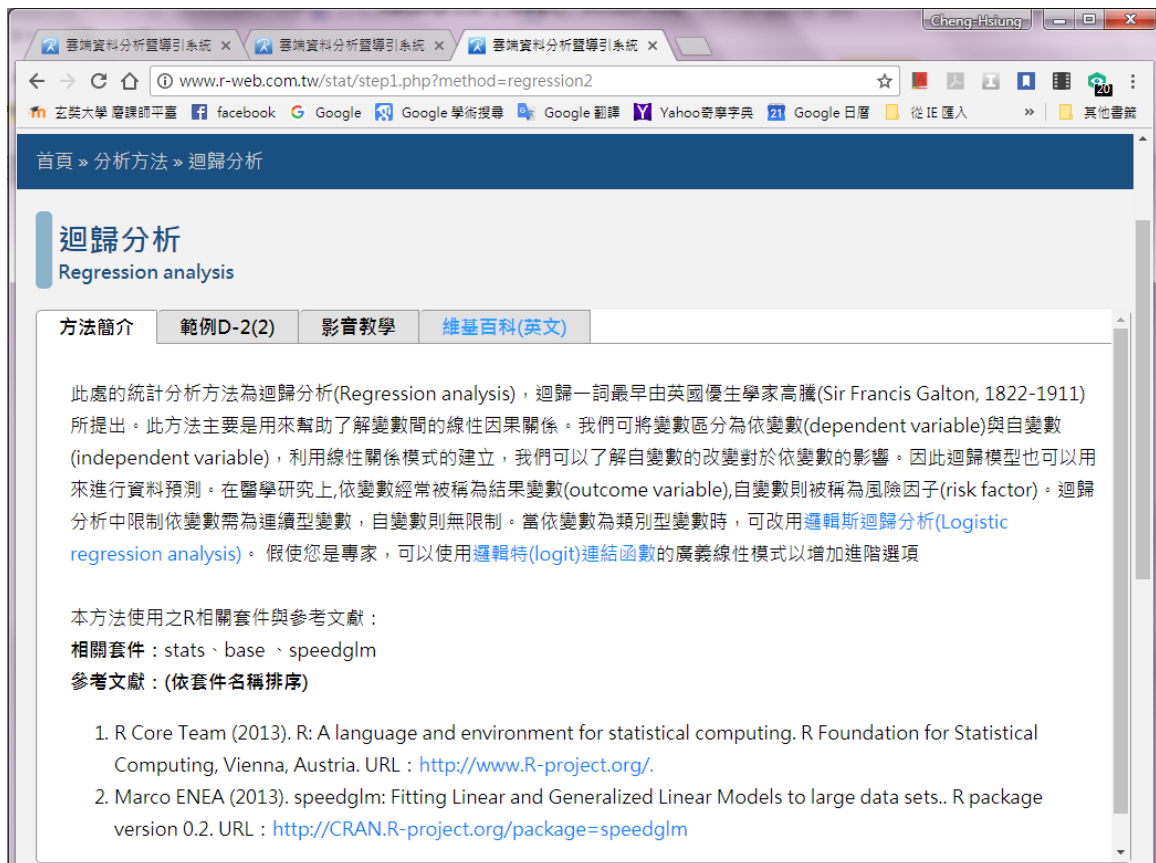 Cheng-Hsiung
雲端資料分析暨導引系統 × 雲端資料分析暨導引系統 × 雲端資料分析暨導引系統 ×
www.r-web.com.tw/stat/step1.php?method=regression2
20
玄奘大學 磨課師平臺 facebook Google Google 學術搜尋 Google 翻譯 Yahoo奇摩字典 21 Google 日曆 從 IE 匯入 » 其他書籤
首頁 » 分析方法 » 迴歸分析
迴歸分析
Regression analysis
方法簡介 範例D-2(2) 影音教學 維基百科(英文)
此處的統計分析方法為迴歸分析(Regression analysis)，迴歸一詞最早由英國優生學家高騰(Sir Francis Galton, 1822-1911)
所提出。此方法主要是用來幫助了解變數間的線性因果關係。我們可將變數區分為依變數(dependent variable)與自變數
(independent variable)，利用線性關係模式的建立，我們可以了解自變數的改變對於依變數的影響。因此迴歸模型也可以用
來進行資料預測。在醫學研究上,依變數經常被稱為結果變數(outcome variable),自變數則被稱為風險因子(risk factor)。迴歸
分析中限制依變數需為連續型變數，自變數則無限制。當依變數為類別型變數時，可改用邏輯斯迴歸分析(Logistic
regression analysis)。 假使您是專家，可以使用邏輯特(logit)連結函數的廣義線性模式以增加進階選項
本方法使用之R相關套件與參考文獻：
相關套件：stats、base 、speedglm
參考文獻：(依套件名稱排序)
1. R Core Team (2013). R: A language and environment for statistical computing. R Foundation for Statistical
Computing, Vienna, Austria. URL：http://www.R-project.org/.
2. Marco ENEA (2013). speedglm: Fitting Linear and Generalized Linear Models to large data sets.. R package
version 0.2. URL：http://CRAN.R-project.org/package=speedglm